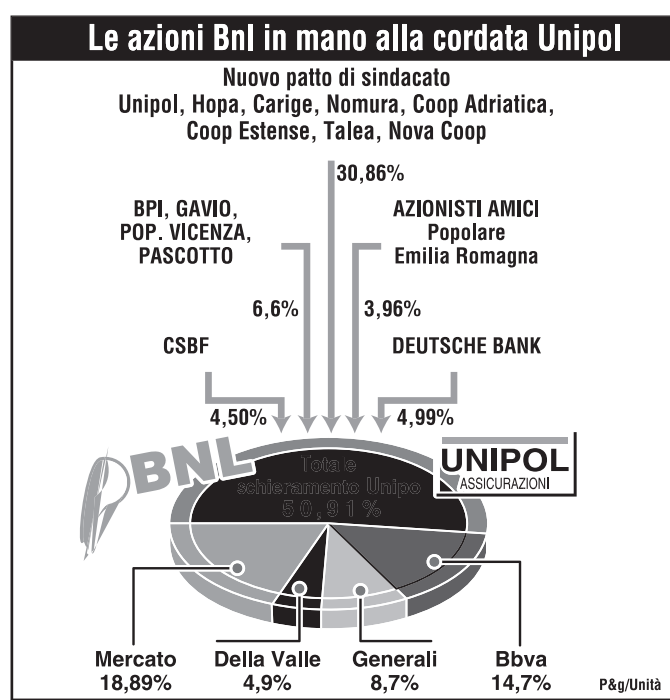 Le azioni Bnl in mano alla cordata Unipol
Nuovo patto di sindacato
Unipol, Hopa, Carige, Nomura, Coop Adriatica,
Coop Estense, Talea, Nova Coop
30,86%
BPI, GAVIO,
POP. VICENZA,
PASCOTTO
6,6%
AZIONISTI AMICI
Popolare
Emilia Romagna
3,96%
CSBF
4,50%
DEUTSCHE BANK
4,99%
BNL
UNIPOL
ASSICURAZIONI
Totale
schieramento Unipo
50,91%
Mercato
18,89%
Della Valle
4,9%
Generali
8,7%
Bbva
14,7%
P&g/Unità